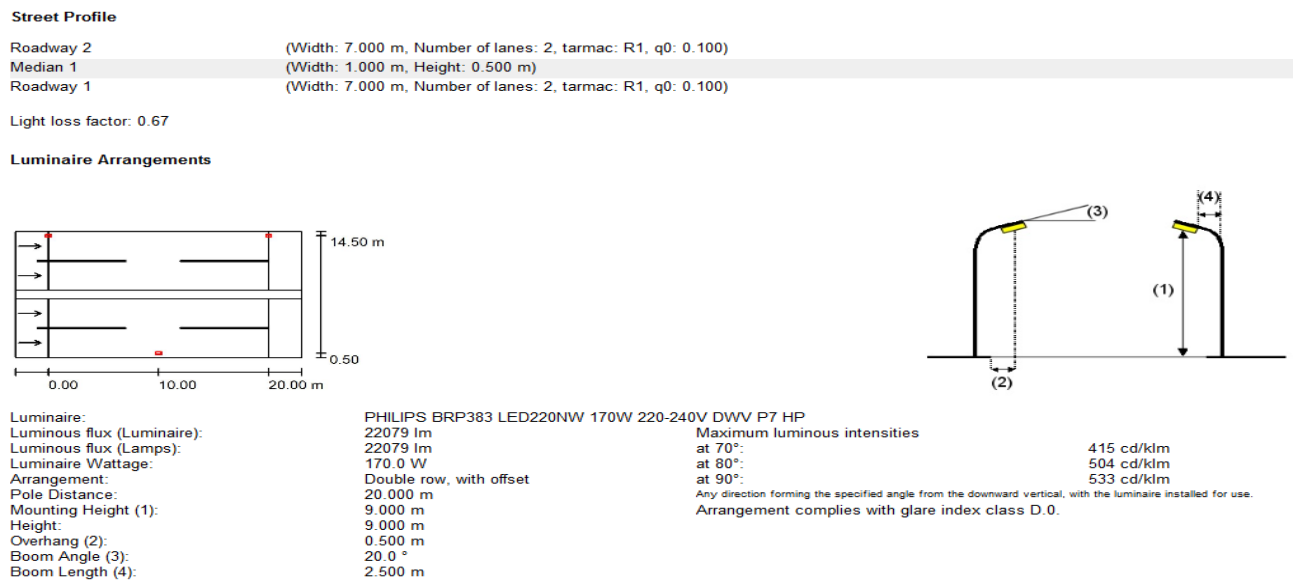 Street Profile
Roadway 2 (Width: 7.000 m, Number of lanes: 2, tarmac: R1, q0: 0.100)
Median 1 (Width: 1.000 m, Height: 0.500 m)
Roadway 1 (Width: 7.000 m, Number of lanes: 2, tarmac: R1, q0: 0.100)
Light loss factor: 0.67
Luminaire Arrangements
14.50 m
0.50
0.00 10.00 20.00 m
(4)
(3)
(1)
(2)
Luminaire: PHILIPS BRP383 LED220NW 170W 220-240V DWV P7 HP
Luminous flux (Luminaire): 22079 lm Maximum luminous intensities
Luminous flux (Lamps): 22079 lm at 70°: 415 cd/klm
Luminaire Wattage: 170.0 W at 80°: 504 cd/klm
Arrangement: Double row, with offset at 90°: 533 cd/klm
Pole Distance: 20.000 m Any direction forming the specified angle from the downward vertical, with the luminaire installed for use.
Mounting Height (1): 9.000 m Arrangement complies with glare index class D.0.
Height: 9.000 m
Overhang (2): 0.500 m
Boom Angle (3): 20.0 °
Boom Length (4): 2.500 m